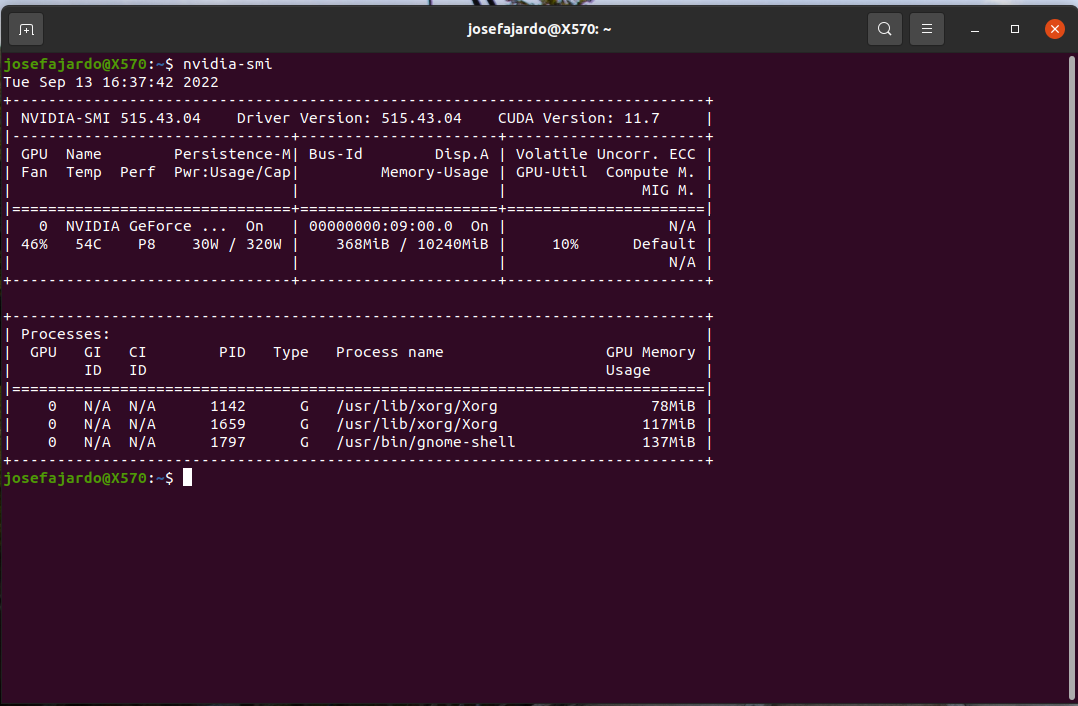 josefajardo@X570: ~
josefajardo@X570:~$ nvidia-smi
Tue Sep 13 16:37:42 2022
+-----------------------------------------------------------------------------+
| NVIDIA-SMI 515.43.04    Driver Version: 515.43.04    CUDA Version: 11.7     |
|-------------------------------+----------------------+----------------------+
| GPU  Name        Persistence-M| Bus-Id        Disp.A | Volatile Uncorr. ECC |
| Fan  Temp  Perf  Pwr:Usage/Cap|         Memory-Usage | GPU-Util  Compute M. |
|                               |                      |               MIG M. |
|===============================+======================+======================|
|   0  NVIDIA GeForce ...  On   | 00000000:09:00.0  On |                  N/A |
| 46%   54C    P8    30W / 320W |    368MiB / 10240MiB |     10%      Default |
|                               |                      |                  N/A |
+-------------------------------+----------------------+----------------------+
+-----------------------------------------------------------------------------+
| Processes:                                                                  |
|  GPU   GI   CI        PID   Type   Process name                  GPU Memory |
|        ID   ID                                                   Usage      |
|=============================================================================|
|    0   N/A  N/A      1142      G   /usr/lib/xorg/Xorg                 78MiB |
|    0   N/A  N/A      1659      G   /usr/lib/xorg/Xorg                117MiB |
|    0   N/A  N/A      1797      G   /usr/bin/gnome-shell              137MiB |
+-----------------------------------------------------------------------------+
josefajardo@X570:~$